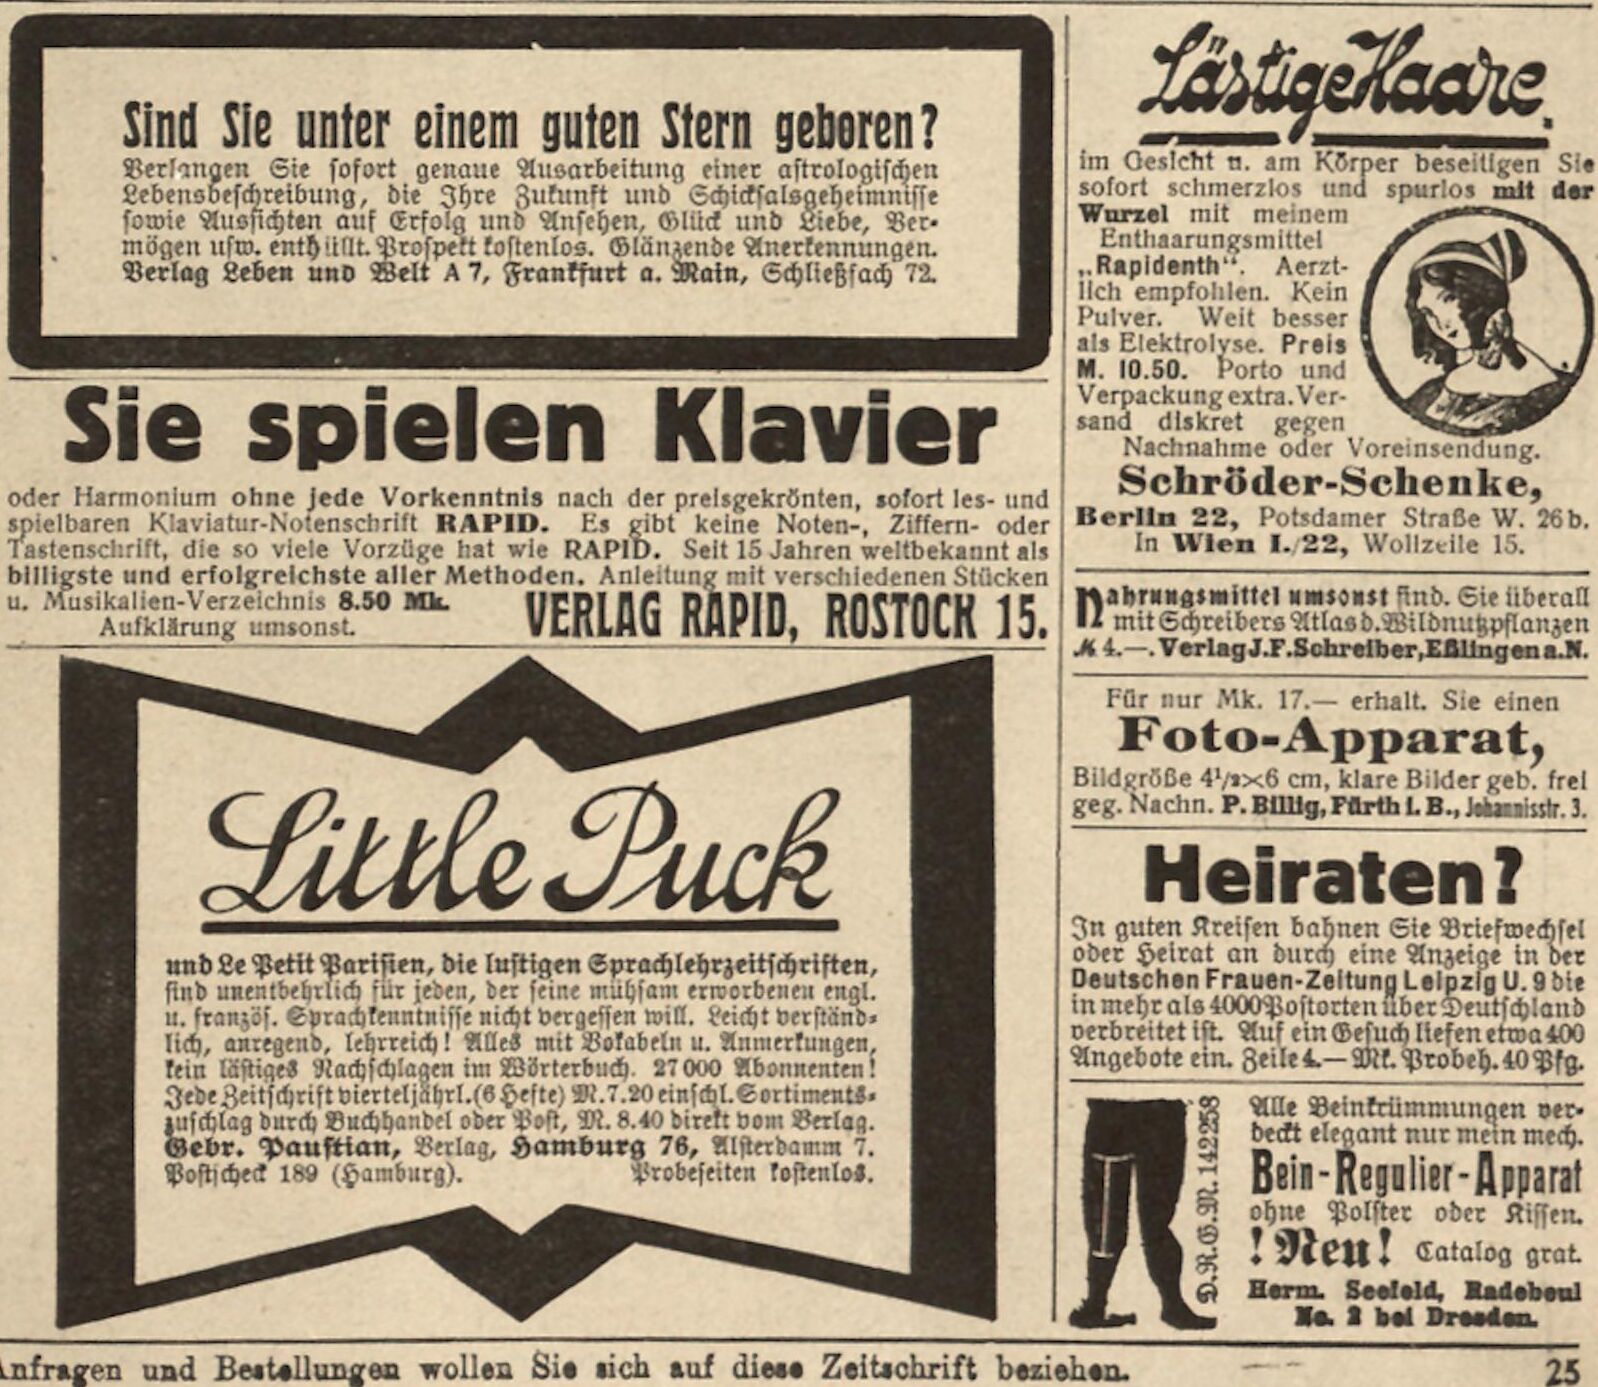 Sind Sie unter einem guten Stern geboren?
Verlangen Sie sofort genaue Ausarbeitung einer astrologischen
Lebensbeschreibung, die Ihre Zukunft und Schicksalsgeheimnisse
sowie Aussichten auf Erfolg und Ansehen, Glück und Liebe, Ver-
mögen usw. enthüllt. Prospekt kostenlos. Glänzende Anerkennungen.
Verlag Leben und Welt A 7, Frankfurt a. Main, Schließfach 72.
Sie spielen Klavier
oder Harmonium ohne jede Vorkenntnis nach der preisgekrönten, sofort les- und
spielbaren Klaviatur-Notenschrift RAPID. Es gibt keine Noten-, Ziffern- oder
Tastenschrift, die so viele Vorzüge hat wie RAPID. Seit 15 Jahren weltbekannt als
billigste und erfolgreichste aller Methoden. Anleitung mit verschiedenen Stücken
u. Musikalien-Verzeichnis 8.50 Mk.
Aufklärung umsonst.
VERLAG RAPID, ROSTOCK 15.
Little Puck
und Le Petit Parisien, die lustigen Sprachlehrzeitschriften,
sind unentbehrlich für jeden, der seine mühsam erworbenen engl.
u. französ. Sprachkenntnisse nicht vergessen will. Leicht verständ-
lich, anregend, lehrreich! Alles mit Vokabeln u. Anmerkungen,
kein lästiges Nachschlagen im Wörterbuch. 27000 Abonnenten!
Jede Zeitschrift vierteljährl. (6 Hefte) M. 7.20 einschl. Sortiments-
zuschlag durch Buchhandel oder Post, M. 8.40 direkt vom Verlag.
Gebr. Paustian, Verlag, Hamburg 76, Alsterdamm 7.
Postscheck 189 (Hamburg). Probeseiten kostenlos.
Lästige Haare
im Gesicht u. am Körper beseitigen Sie
sofort schmerzlos und spurlos mit der
Wurzel mit meinem
Enthaarungsmittel
„Rapidenth“. Aerzt-
lich empfohlen. Kein
Pulver. Weit besser
als Elektrolyse. Preis
M. 10.50. Porto und
Verpackung extra. Ver-
sand diskret gegen
Nachnahme oder Voreinsendung.
Schröder-Schenke,
Berlin 22, Potsdamer Straße W. 26b.
In Wien I./22, Wollzeile 15.
Nahrungsmittel umsonst find. Sie überall
mit Schreibers Atlas d. Wildnutzpflanzen
ℳ 4.—. Verlag J. F. Schreiber, Eßlingen a. N.
Für nur Mk. 17.— erhalt. Sie einen
Foto-Apparat,
Bildgröße 4½×6 cm, klare Bilder geb. frei
geg. Nachn. P. Billig, Fürth i. B., Johannisstr. 3.
Heiraten?
In guten Kreisen bahnen Sie Briefwechsel
oder Heirat an durch eine Anzeige in der
Deutschen Frauen-Zeitung Leipzig U. 9 die
in mehr als 4000 Postorten über Deutschland
verbreitet ist. Auf ein Gesuch liefen etwa 400
Angebote ein. Zeile 4.— Mk. Probeh. 40 Pfg.
D.R.G.M. 142258
Alle Beinkrümmungen ver-
deckt elegant nur mein mech.
Bein-Regulier-Apparat
ohne Polster oder Kissen.
! Neu! Catalog grat.
Herm. Seefeld, Radebeul
No. 2 bei Dresden.
Anfragen und Bestellungen wollen Sie sich auf diese Zeitschrift beziehen. 25